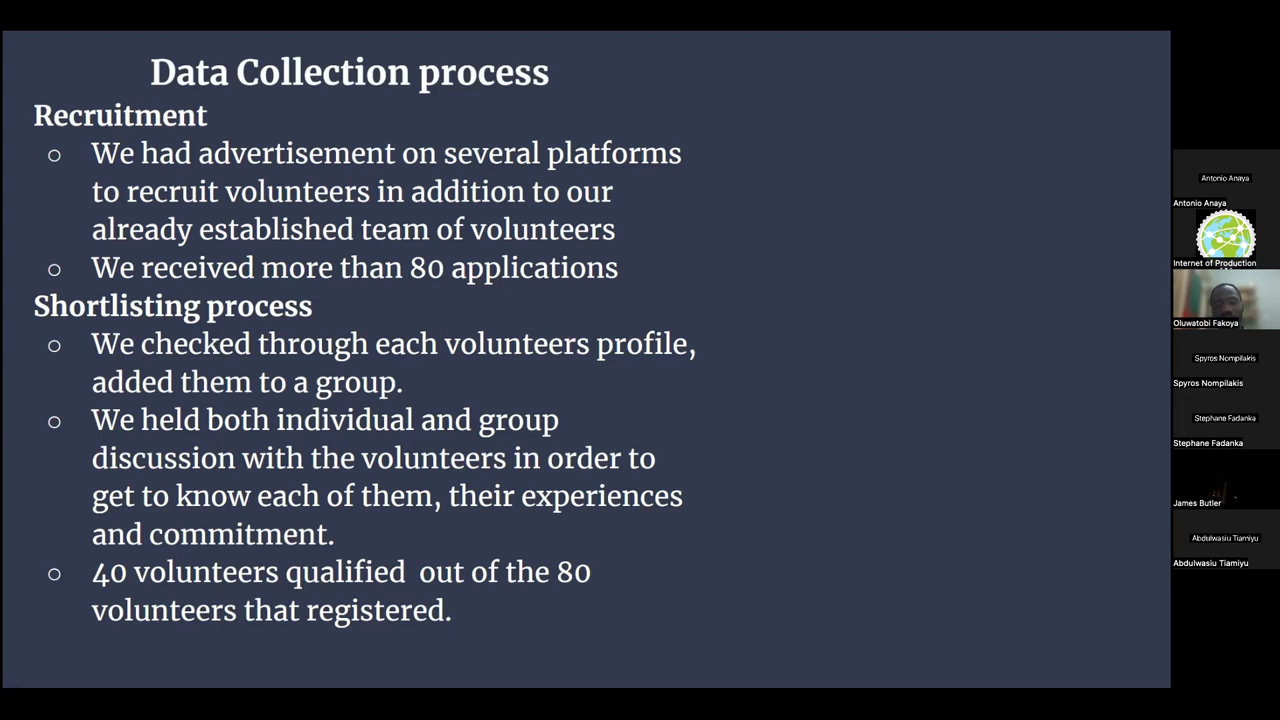 Data Collection process
Recruitment
○ We had advertisement on several platforms
to recruit volunteers in addition to our
already established team of volunteers
○ We received more than 80 applications
Shortlisting process
○ We checked through each volunteers profile,
added them to a group.
○ We held both individual and group
discussion with the volunteers in order to
get to know each of them, their experiences
and commitment.
○ 40 volunteers qualified  out of the 80
volunteers that registered.
Antonio Anaya
Antonio Anaya
Internet of Production
Oluwatobi Fakoya
Spyros Nompilakis
Spyros Nompilakis
Stephane Fadanka
Stephane Fadanka
James Butler
Abdulwasiu Tiamiyu
Abdulwasiu Tiamiyu